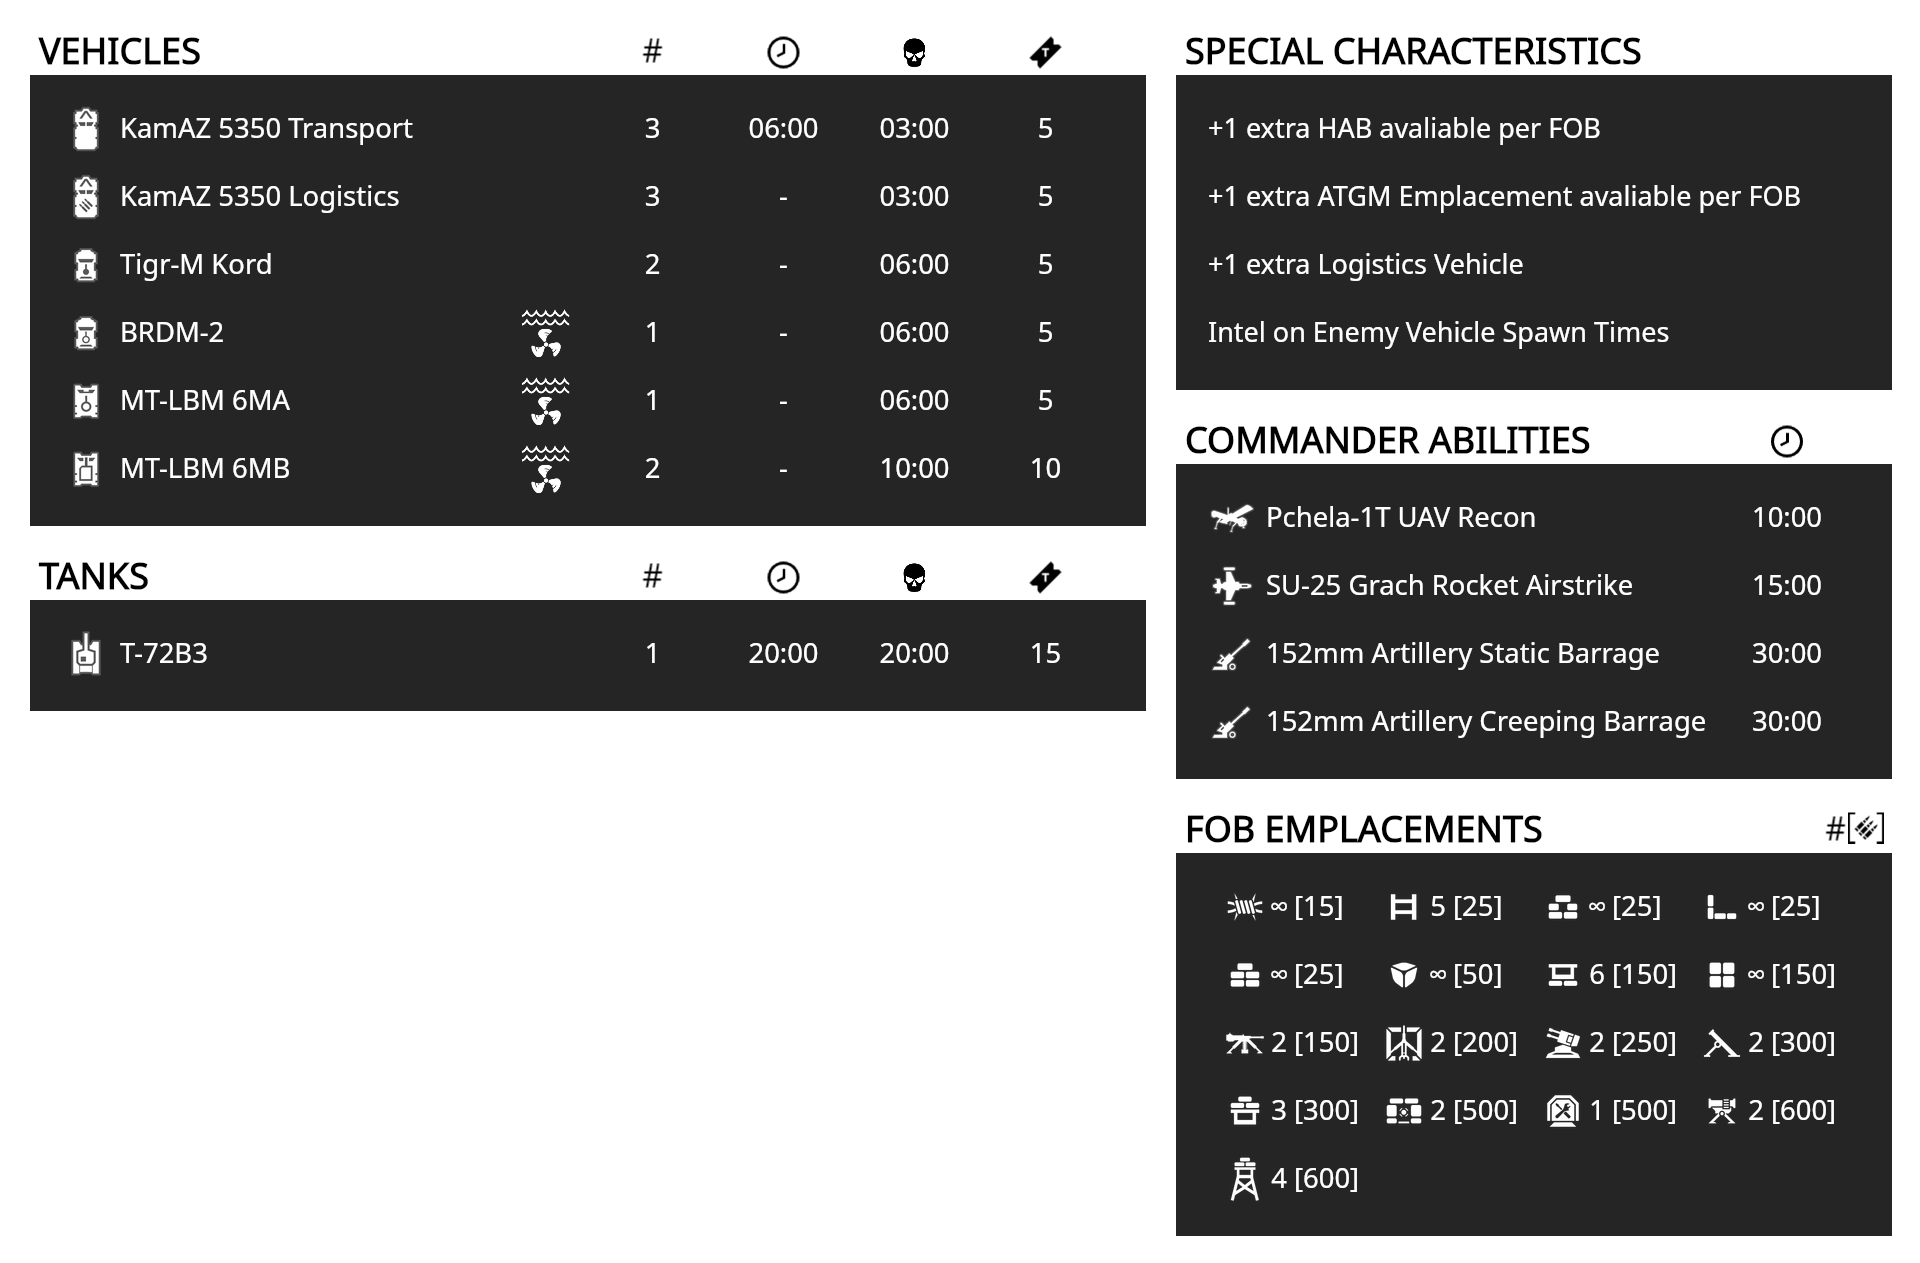 VEHICLES #
KamAZ 5350 Transport 3 06:00 03:00 5
KamAZ 5350 Logistics 3 - 03:00 5
Tigr-M Kord 2 - 06:00 5
BRDM-2 1 - 06:00 5
MT-LBM 6MA 1 - 06:00 5
MT-LBM 6MB 2 - 10:00 10
TANKS #
T-72B3 1 20:00 20:00 15
SPECIAL CHARACTERISTICS
+1 extra HAB avaliable per FOB
+1 extra ATGM Emplacement avaliable per FOB
+1 extra Logistics Vehicle
Intel on Enemy Vehicle Spawn Times
COMMANDER ABILITIES
Pchela-1T UAV Recon 10:00
SU-25 Grach Rocket Airstrike 15:00
152mm Artillery Static Barrage 30:00
152mm Artillery Creeping Barrage 30:00
FOB EMPLACEMENTS #[ ]
∞ [15] 5 [25] ∞ [25] ∞ [25]
∞ [25] ∞ [50] 6 [150] ∞ [150]
2 [150] 2 [200] 2 [250] 2 [300]
3 [300] 2 [500] 1 [500] 2 [600]
4 [600]